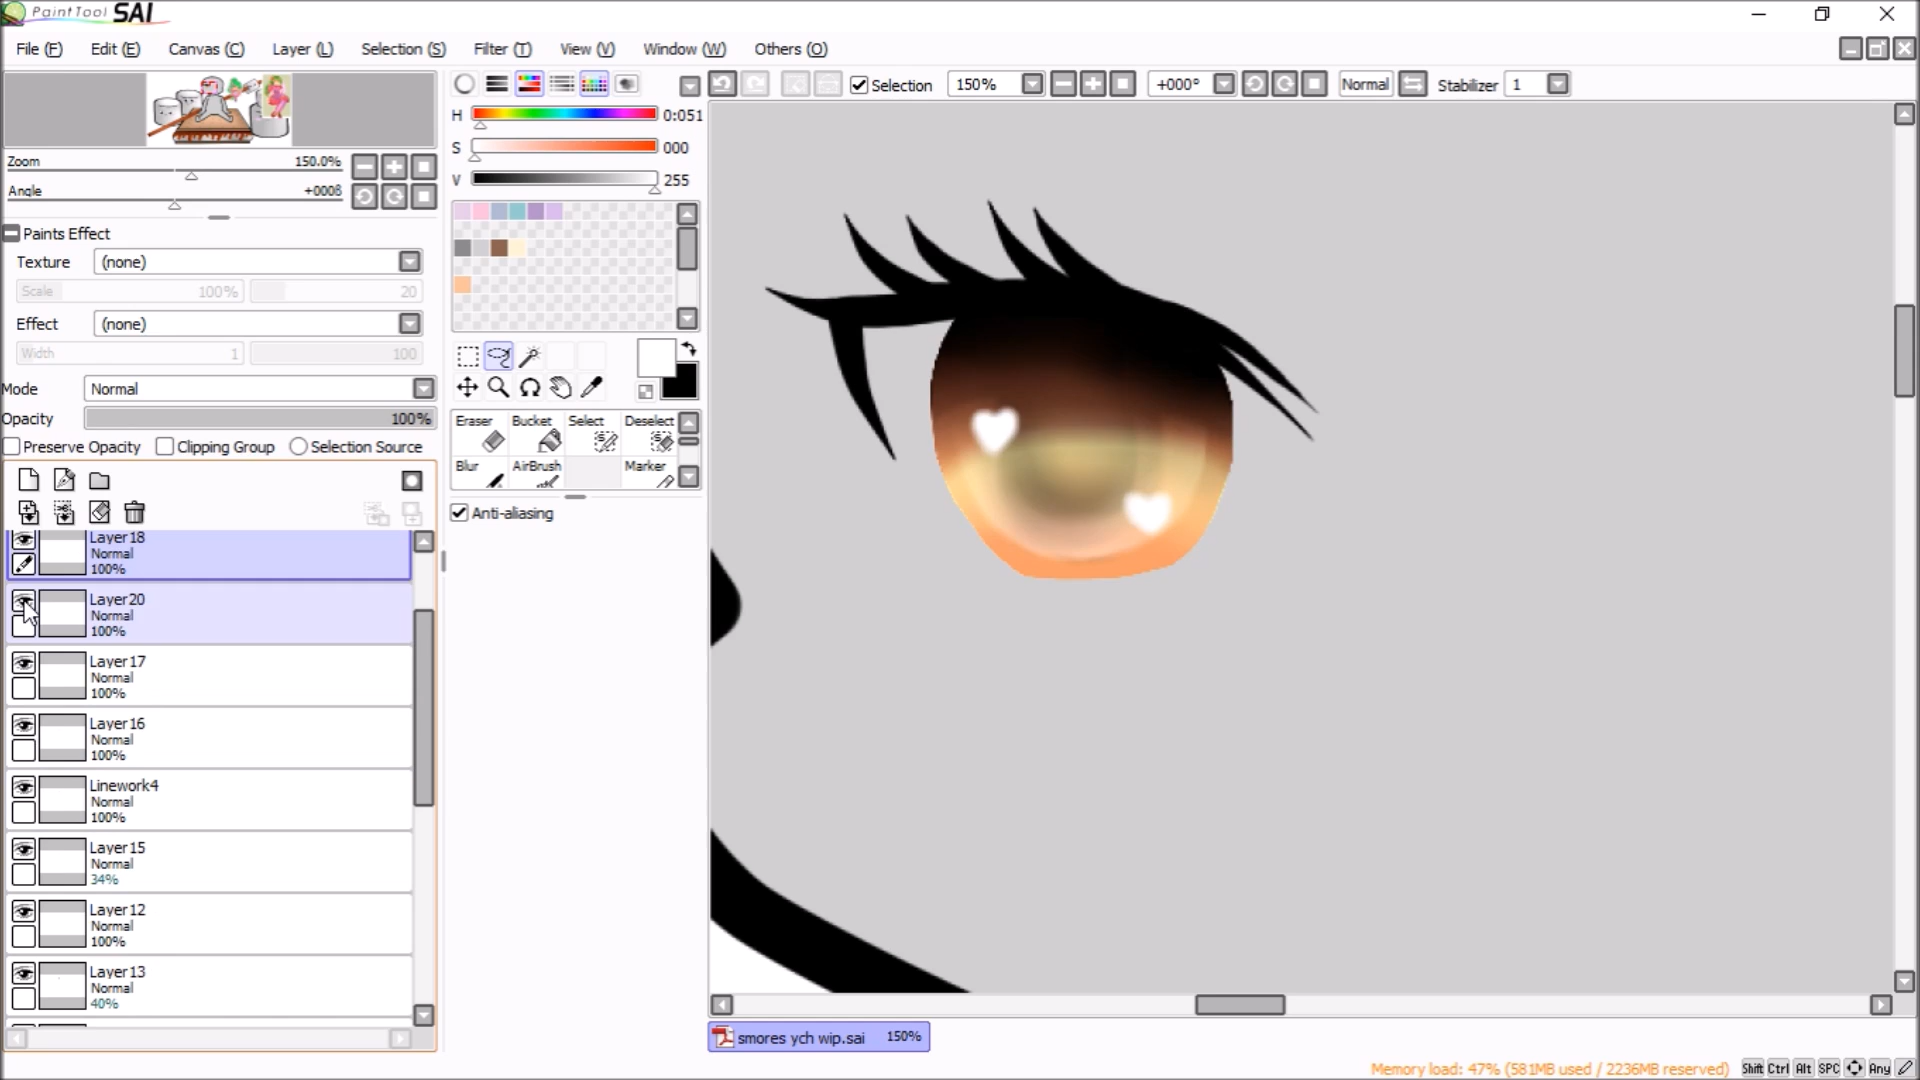 PaintTool SAI
File (F) Edit (E) Canvas (C) Layer (L) Selection (S) Filter (T) View (V) Window (W) Others (O)
Selection 150% +000° Normal Stabilizer 1
H 0:051
S 000
V 255
Zoom 150.0%
Angle +000ß
Paints Effect
Texture (none)
Scale 100% 20
Effect (none)
Width 1 100
Mode Normal
Opacity 100%
Preserve Opacity Clipping Group Selection Source
Eraser Bucket Select Deselect
Blur AirBrush Marker
Anti-aliasing
Layer18
Normal
100%
Layer20
Normal
100%
Layer17
Normal
100%
Layer16
Normal
100%
Linework4
Normal
100%
Layer15
Normal
34%
Layer12
Normal
100%
Layer13
Normal
40%
smores ych wip.sai 150%
Memory load: 47% (581MB used / 2236MB reserved) Shift Ctrl Alt SPC Any